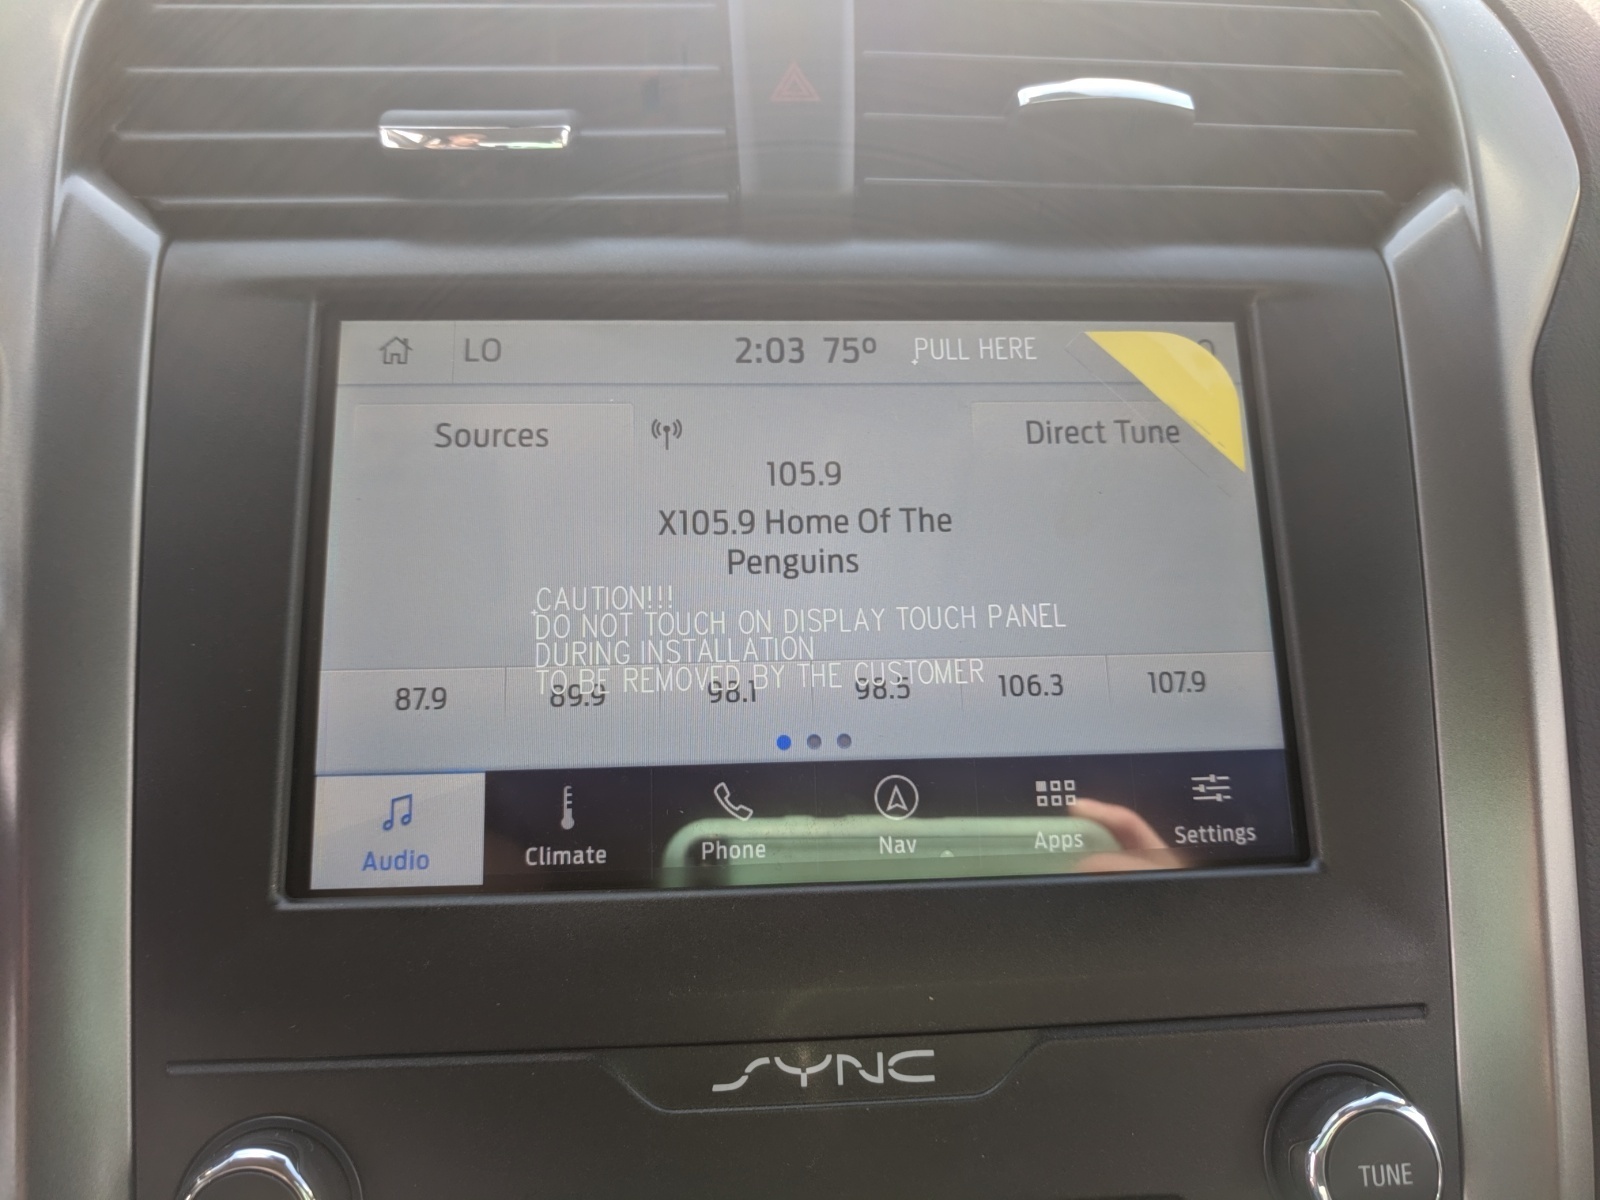 LO 2:03 75° PULL HERE
Sources Direct Tune
105.9
X105.9 Home Of The
Penguins
CAUTION!!!
DO NOT TOUCH ON DISPLAY TOUCH PANEL
DURING INSTALLATION
TO BE REMOVED BY THE CUSTOMER
87.9 89.9 98.1 98.5 106.3 107.9
Audio Climate Phone Nav Apps Settings
SYNC
TUNE